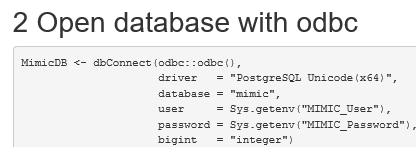 2 Open database with odbc
MimicDB <- dbConnect(odbc::odbc(),
driver   = "PostgreSQL Unicode(x64)",
database = "mimic",
user     = Sys.getenv("MIMIC_User"),
password = Sys.getenv("MIMIC_Password"),
bigint   = "integer")